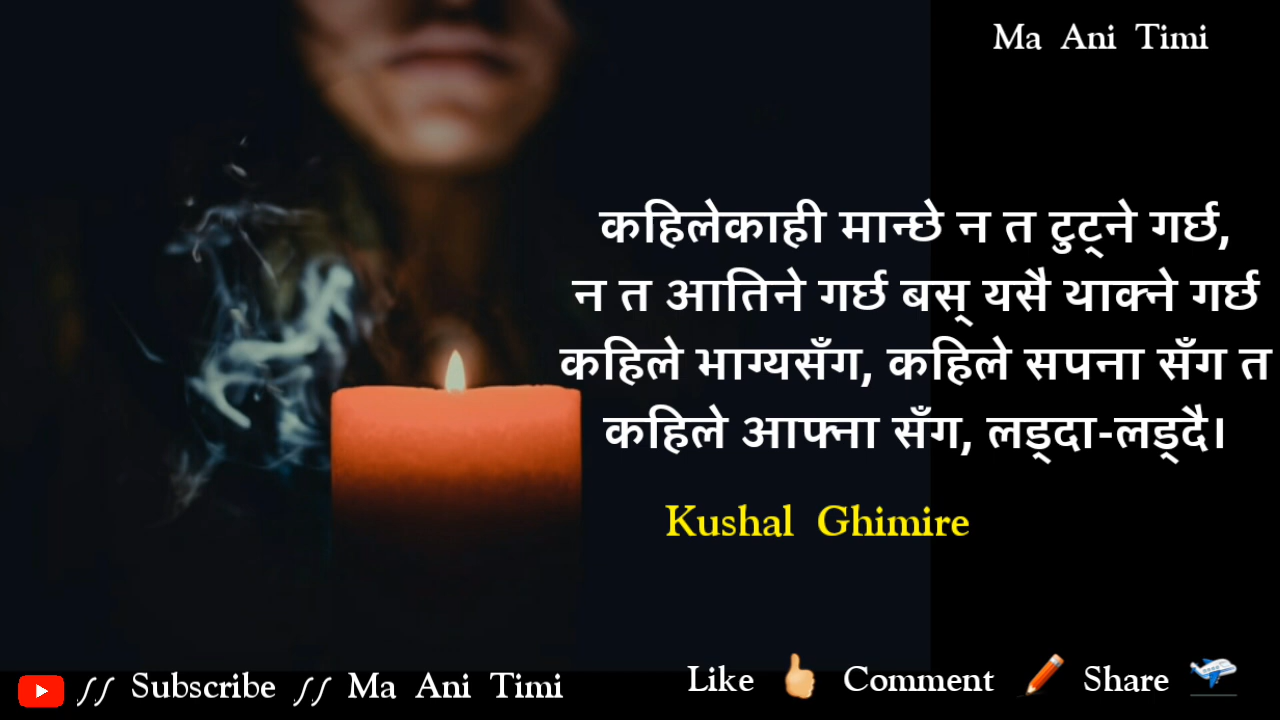 Ma Ani Timi
कहिलेकाही मान्छे न त टुट्ने गर्छ,
न त आतिने गर्छ बस् यसै थाक्ने गर्छ
कहिले भाग्यसँग, कहिले सपना सँग त
कहिले आफ्ना सँग, लड्दा-लड्दै।
Kushal Ghimire
Subscribe Ma Ani Timi
Like Comment Share